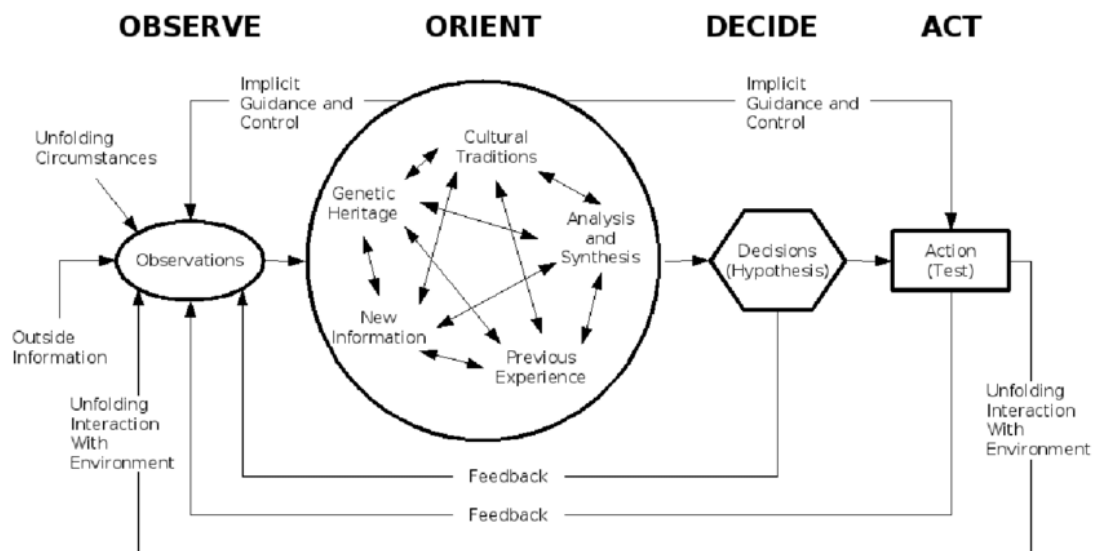 OBSERVE ORIENT DECIDE ACT
Implicit
Guidance and
Control
Implicit
Guidance and
Control
Unfolding
Circumstances
Cultural
Traditions
Genetic
Heritage
Analysis
and
Synthesis
Observations
Decisions
(Hypothesis)
Action
(Test)
New
Information
Outside
Information
Previous
Experience
Unfolding
Interaction
With
Environment
Unfolding
Interaction
With
Environment
Feedback
Feedback